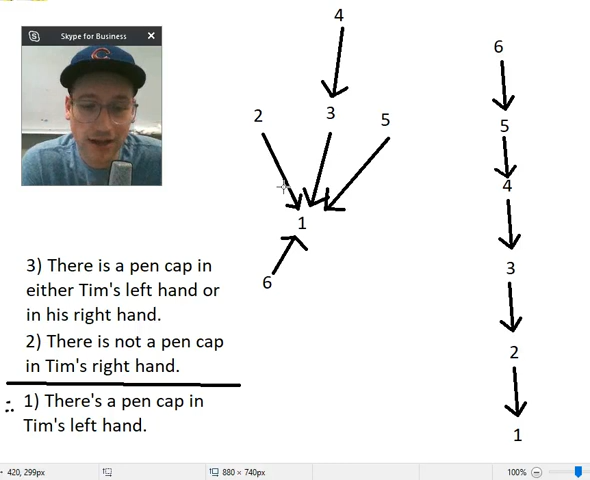 Skype for Business
4
6
2
3
5
5
4
1
3
6
2
1
3) There is a pen cap in
either Tim's left hand or
in his right hand.
2) There is not a pen cap
in Tim's right hand.
∴ 1) There's a pen cap in
Tim's left hand.
420, 299px
880 × 740px
100%